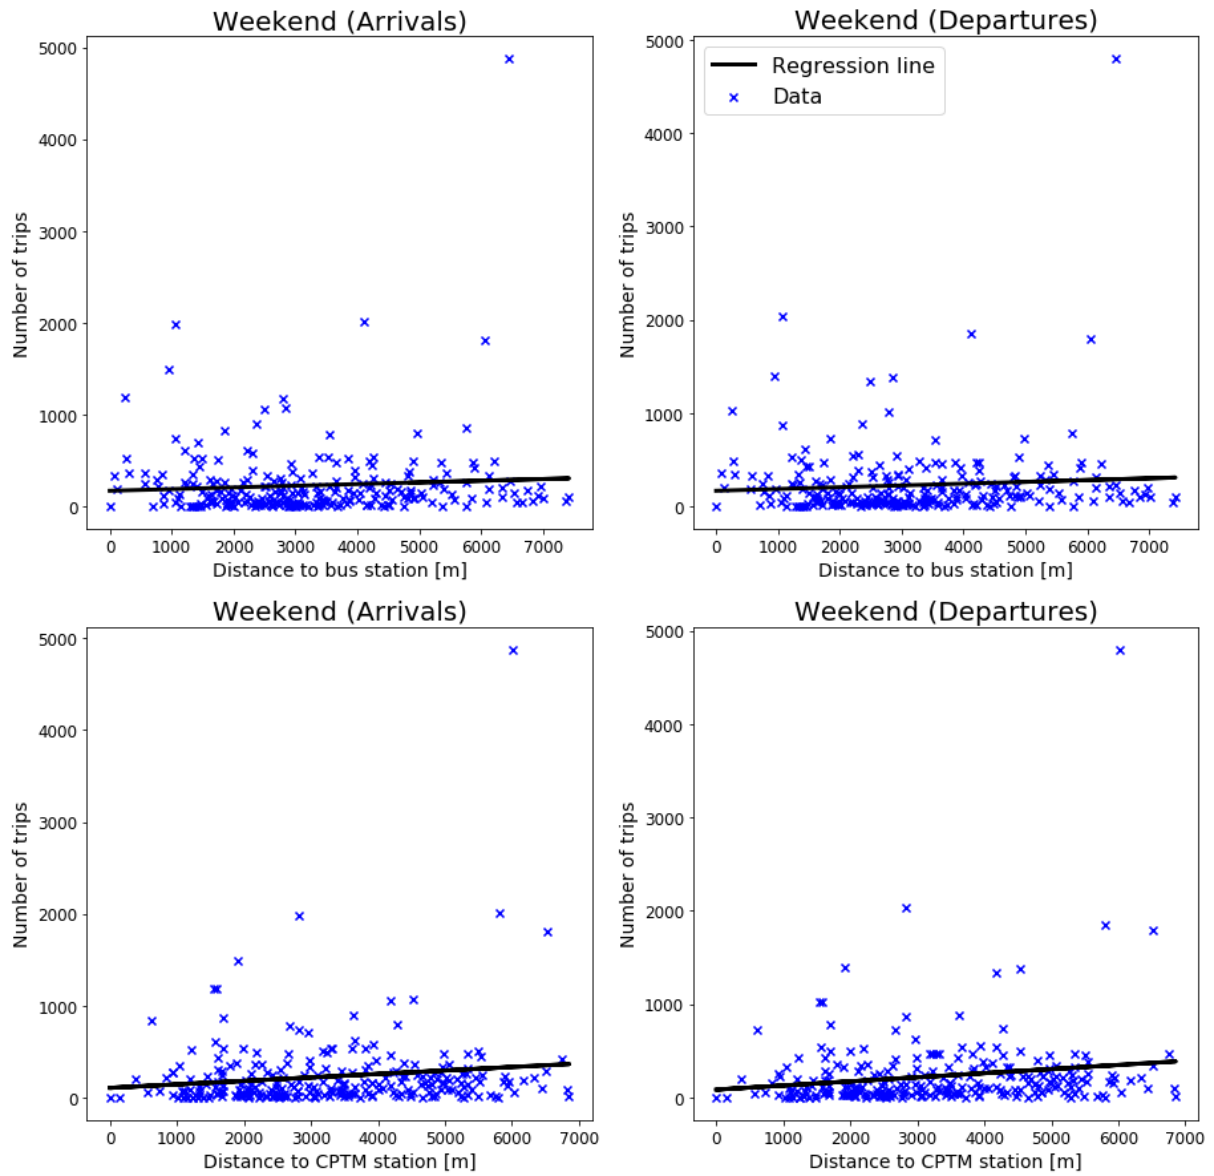 Weekend (Arrivals)
Number of trips
5000
4000
3000
2000
1000
0
0 1000 2000 3000 4000 5000 6000 7000
Distance to bus station [m]
Weekend (Departures)
Regression line
Data
Number of trips
5000
4000
3000
2000
1000
0
0 1000 2000 3000 4000 5000 6000 7000
Distance to bus station [m]
Weekend (Arrivals)
Number of trips
5000
4000
3000
2000
1000
0
0 1000 2000 3000 4000 5000 6000 7000
Distance to CPTM station [m]
Weekend (Departures)
Number of trips
5000
4000
3000
2000
1000
0
0 1000 2000 3000 4000 5000 6000 7000
Distance to CPTM station [m]